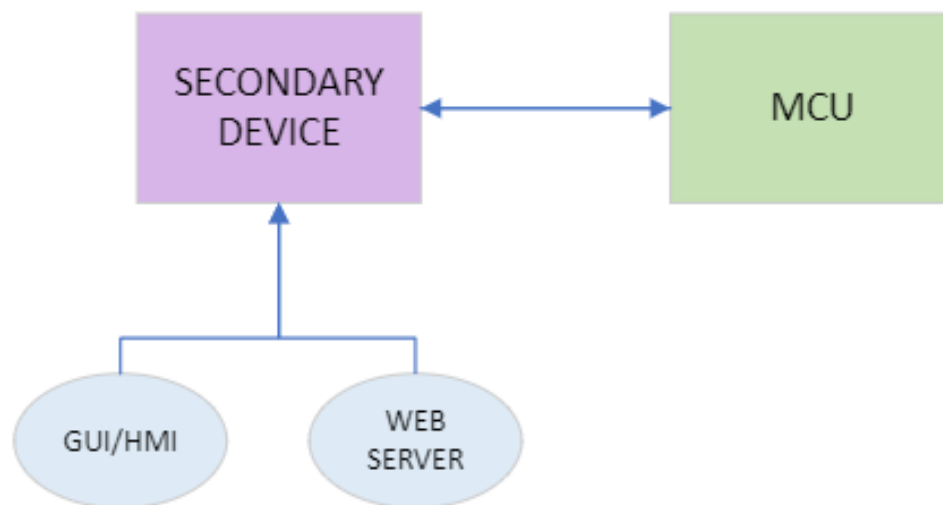 SECONDARY
DEVICE
MCU
GUI/HMI
WEB
SERVER